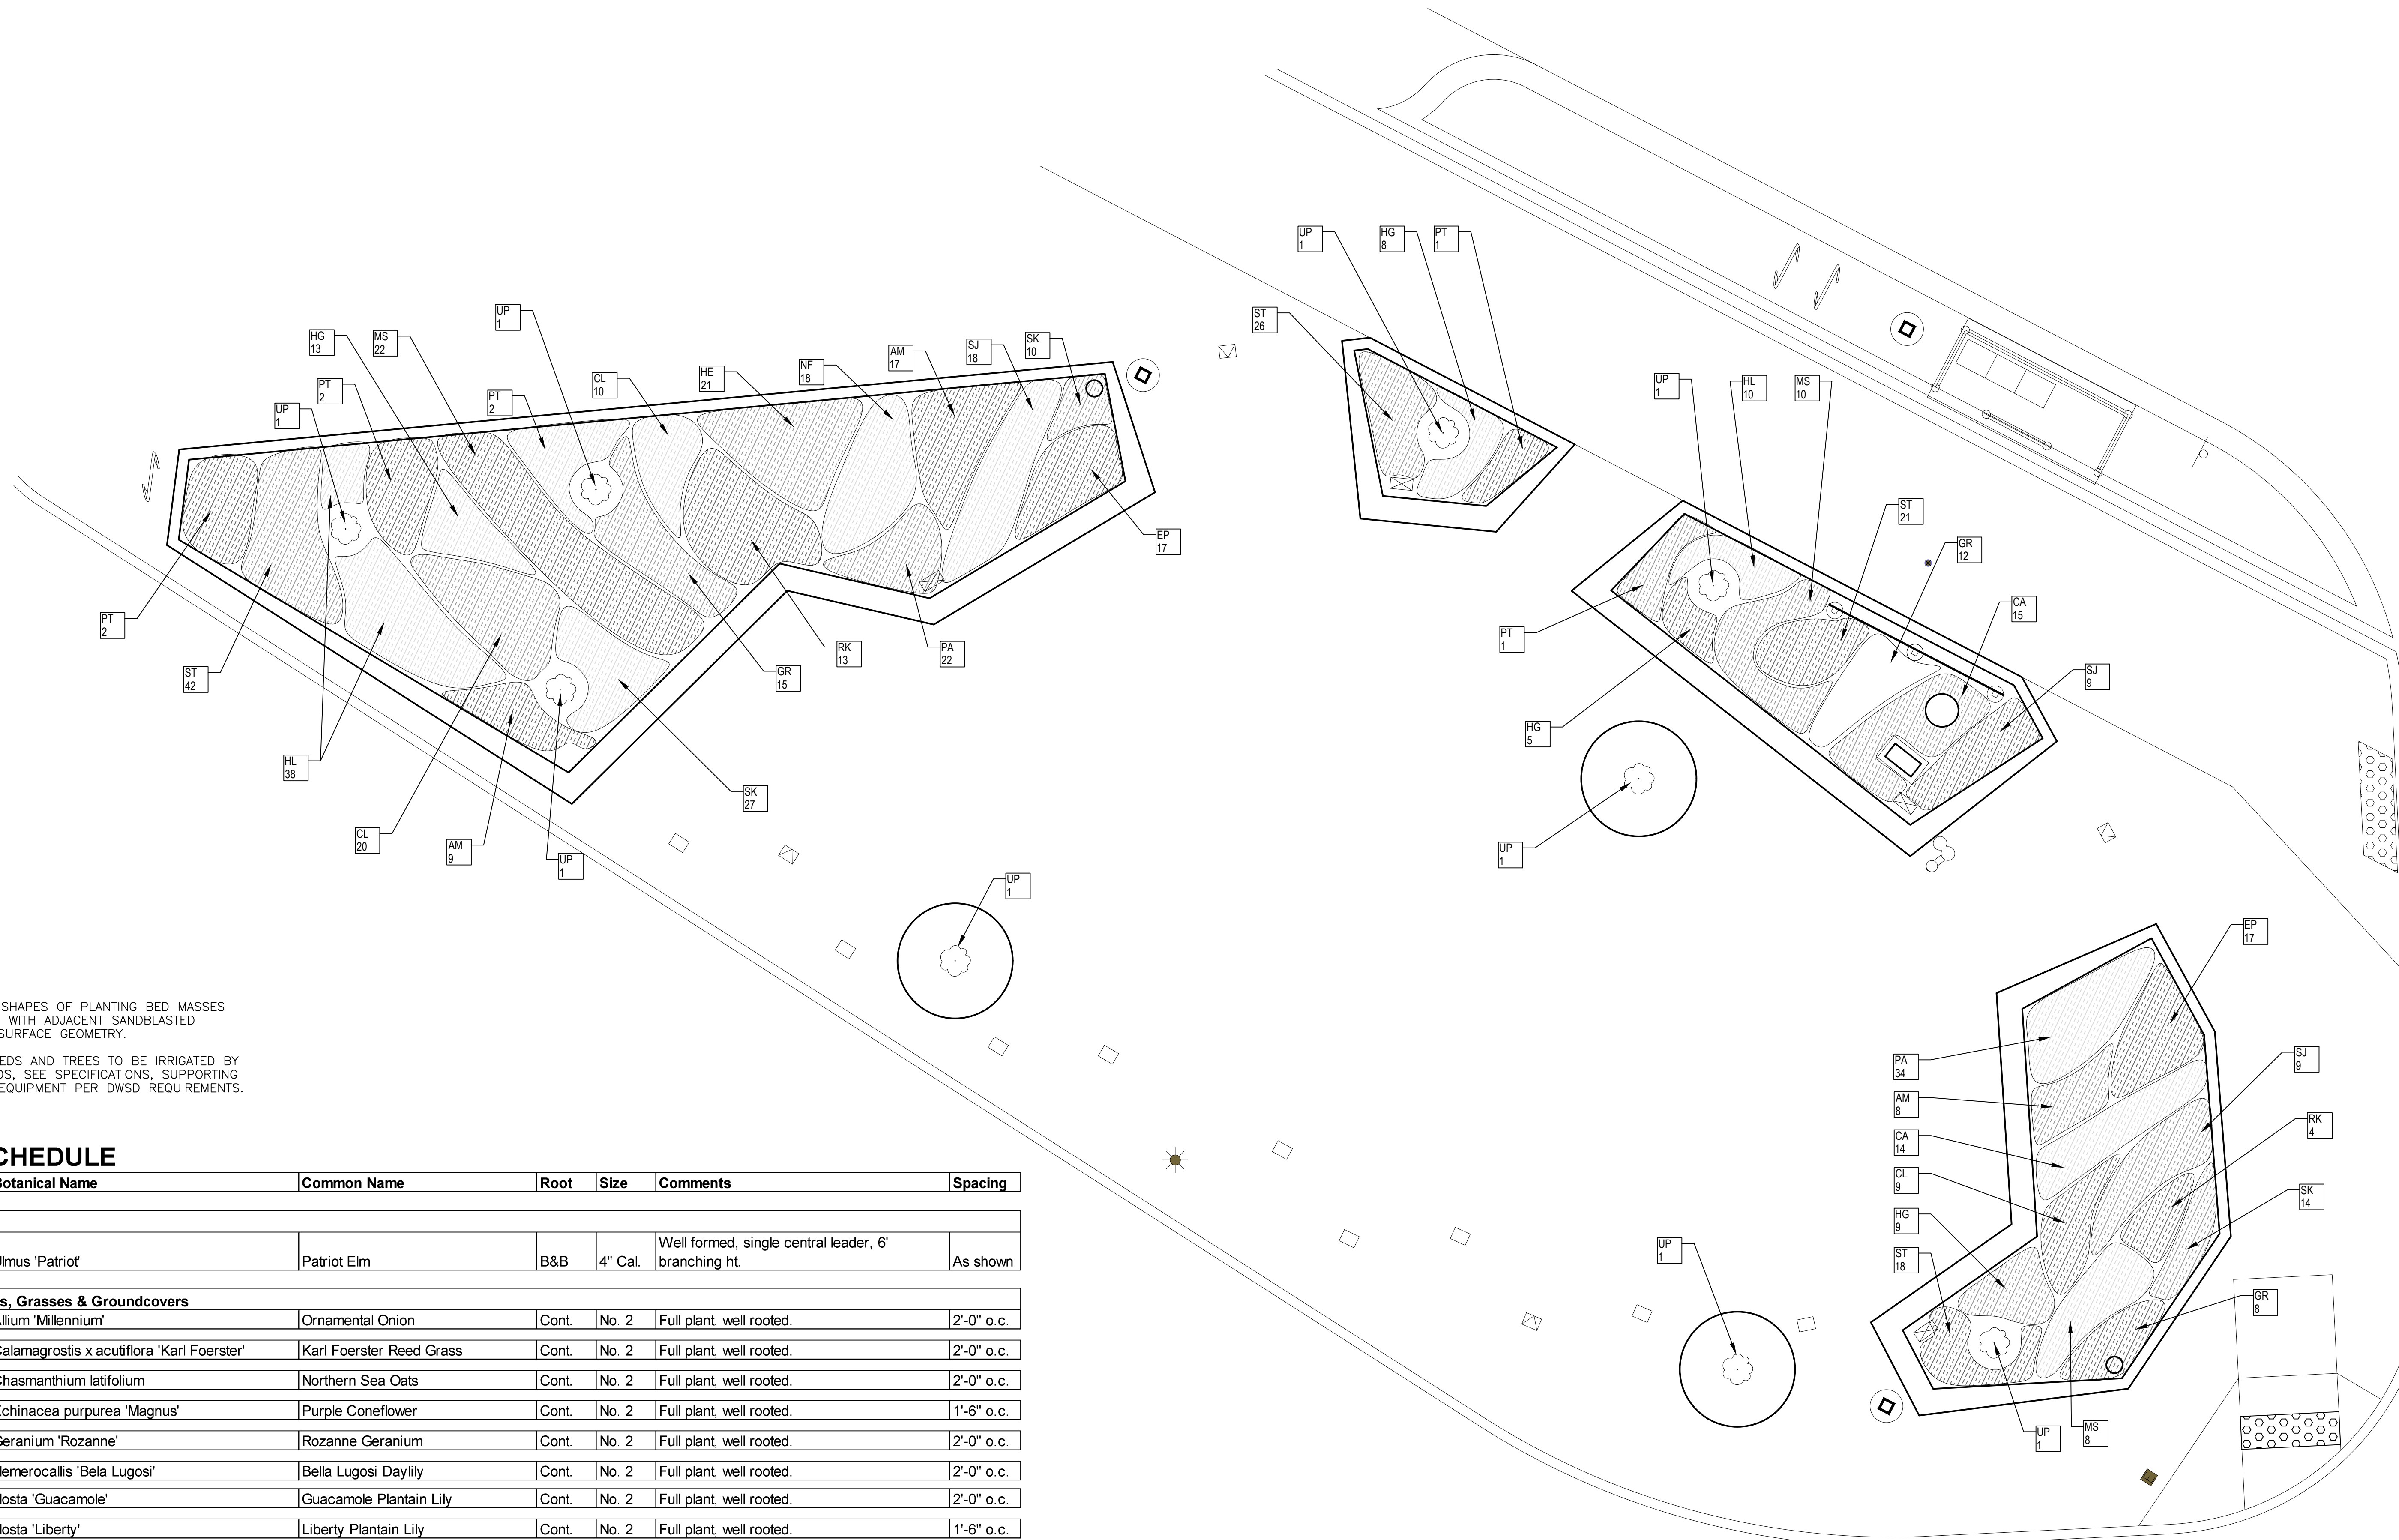 UP
1
HG
8
PT
1
ST
26
UP
1
HG
13
MS
22
SK
10
SJ
18
AM
17
NF
18
HE
21
CL
10
PT
2
PT
2
UP
1
UP
1
HL
10
MS
10
ST
21
GR
12
CA
15
SJ
9
EP
17
PT
2
ST
42
HL
38
CL
20
AM
9
UP
1
SK
27
GR
15
RK
13
PA
22
PT
1
HG
5
UP
1
UP
1
EP
17
PA
34
AM
8
CA
14
CL
9
HG
9
ST
18
SJ
9
RK
4
SK
14
GR
8
MS
8
UP
1
UP
1
SHAPES OF PLANTING BED MASSES
WITH ADJACENT SANDBLASTED
SURFACE GEOMETRY.
EDS AND TREES TO BE IRRIGATED BY
DS, SEE SPECIFICATIONS, SUPPORTING
EQUIPMENT PER DWSD REQUIREMENTS.
CHEDULE
Botanical Name Common Name Root Size Comments Spacing
Ulmus 'Patriot' Patriot Elm B&B 4" Cal. Well formed, single central leader, 6'
branching ht. As shown
s, Grasses & Groundcovers
Allium 'Millennium' Ornamental Onion Cont. No. 2 Full plant, well rooted. 2'-0" o.c.
Calamagrostis x acutiflora 'Karl Foerster' Karl Foerster Reed Grass Cont. No. 2 Full plant, well rooted. 2'-0" o.c.
Chasmanthium latifolium Northern Sea Oats Cont. No. 2 Full plant, well rooted. 2'-0" o.c.
Echinacea purpurea 'Magnus' Purple Coneflower Cont. No. 2 Full plant, well rooted. 1'-6" o.c.
Geranium 'Rozanne' Rozanne Geranium Cont. No. 2 Full plant, well rooted. 2'-0" o.c.
Hemerocallis 'Bela Lugosi' Bella Lugosi Daylily Cont. No. 2 Full plant, well rooted. 2'-0" o.c.
Hosta 'Guacamole' Guacamole Plantain Lily Cont. No. 2 Full plant, well rooted. 2'-0" o.c.
Hosta 'Liberty' Liberty Plantain Lily Cont. No. 2 Full plant, well rooted. 1'-6" o.c.